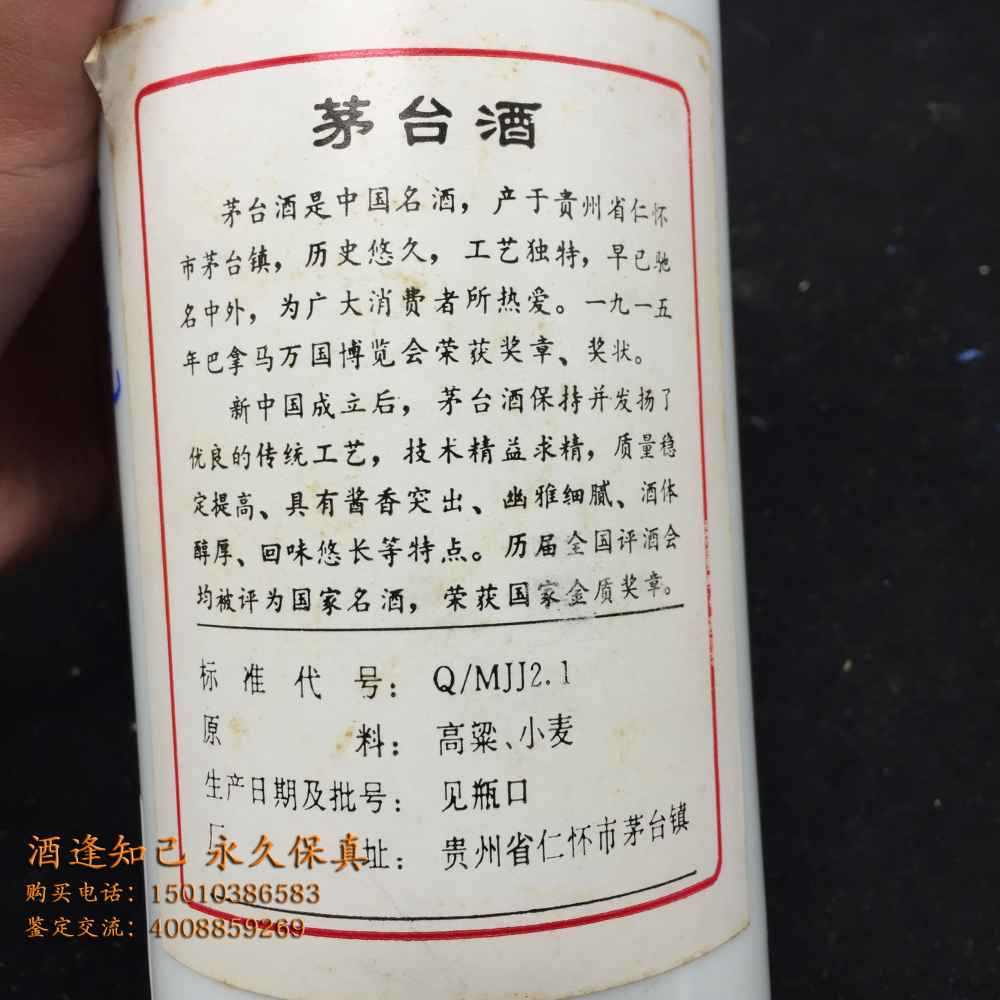 茅台酒
茅台酒是中国名酒，产于贵州省仁怀
市茅台镇，历史悠久，工艺独特，早已驰
名中外，为广大消费者所热爱。一九一五
年巴拿马万国博览会荣获奖章、奖状。
新中国成立后，茅台酒保持并发扬了
优良的传统工艺，技术精益求精，质量稳
定提高、具有酱香突出、幽雅细腻、酒体
醇厚、回味悠长等特点。历届全国评酒会
均被评为国家名酒，荣获国家金质奖章。
标准代号：Q/MJJ2.1
原料：高粱、小麦
生产日期及批号：见瓶口
厂址：贵州省仁怀市茅台镇
酒逢知己 永久保真
购买电话：15010386583
鉴定交流：4008859269